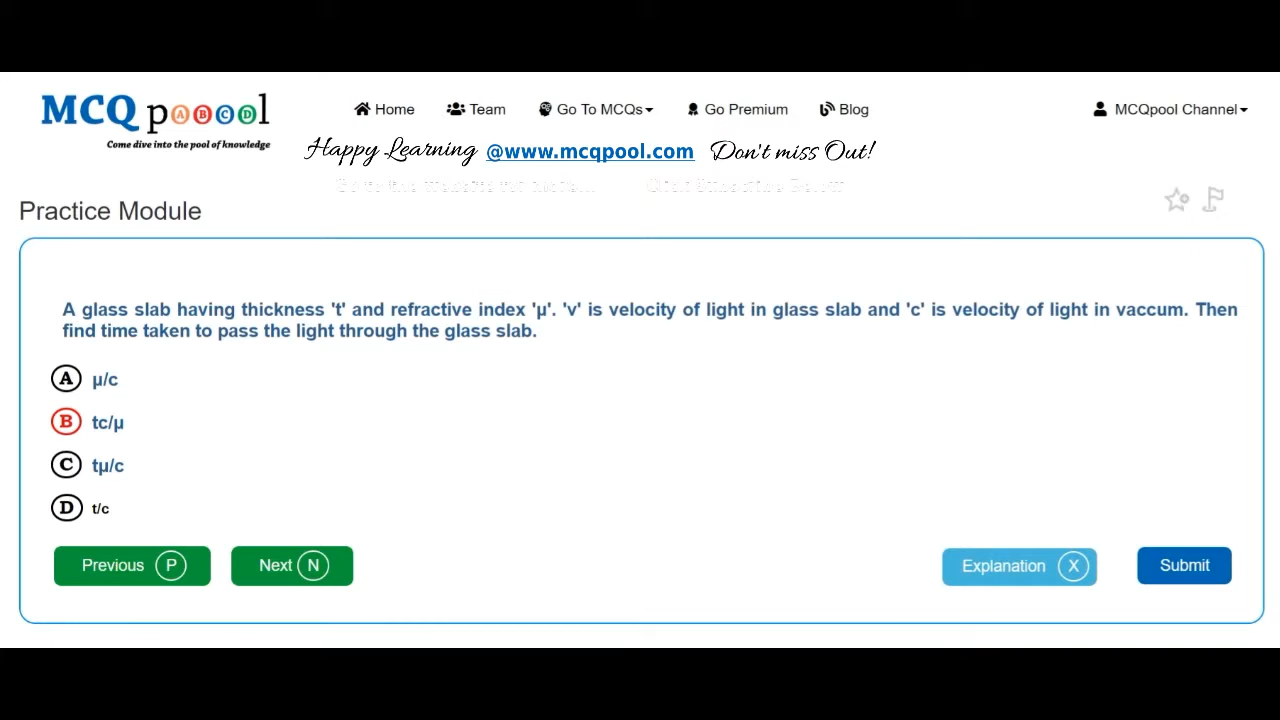 MCQ pooool
Come dive into the pool of knowledge
Home Team Go To MCQs Go Premium Blog MCQpool Channel
Happy Learning @www.mcqpool.com Don't miss Out!
Practice Module
A glass slab having thickness 't' and refractive index 'µ'. 'v' is velocity of light in glass slab and 'c' is velocity of light in vaccum. Then
find time taken to pass the light through the glass slab.
A µ/c
B tc/µ
C tµ/c
D t/c
Previous P Next N Explanation X Submit